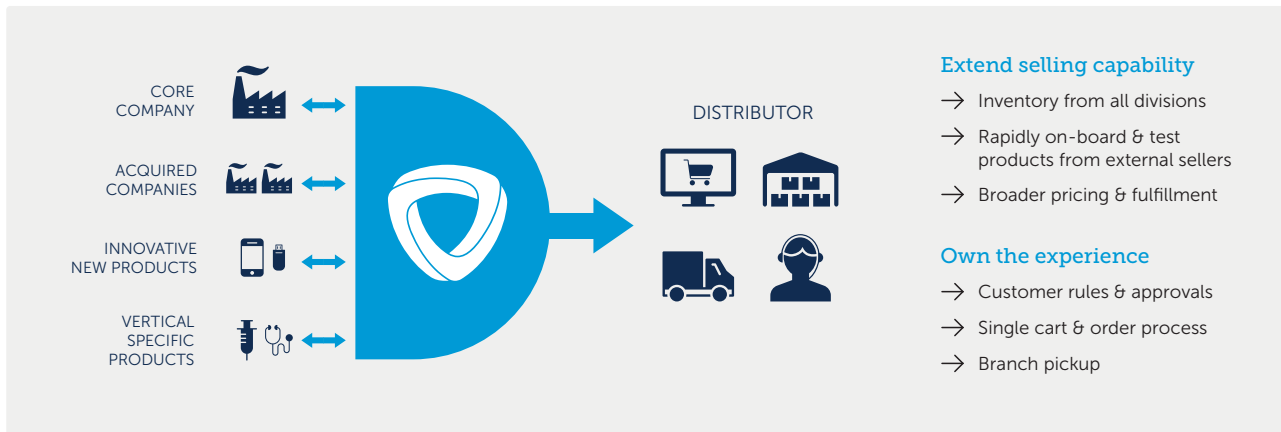 CORE
COMPANY
ACQUIRED
COMPANIES
INNOVATIVE
NEW PRODUCTS
VERTICAL
SPECIFIC
PRODUCTS
DISTRIBUTOR
Extend selling capability
→ Inventory from all divisions
→ Rapidly on-board & test
products from external sellers
→ Broader pricing & fulfillment
Own the experience
→ Customer rules & approvals
→ Single cart & order process
→ Branch pickup